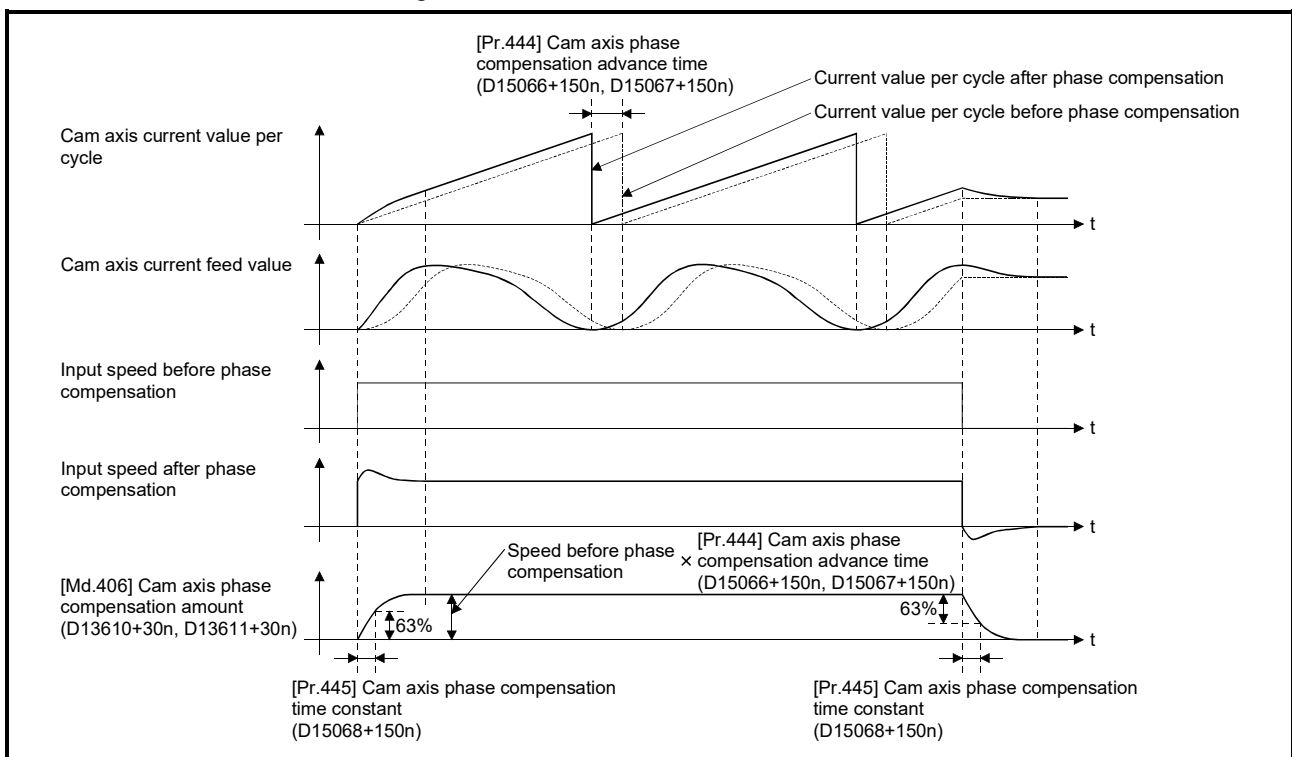 [Pr.444] Cam axis phase
compensation advance time
(D15066+150n, D15067+150n)
Current value per cycle after phase compensation
Current value per cycle before phase compensation
Cam axis current value per
cycle
t
Cam axis current feed value
t
Input speed before phase
compensation
t
Input speed after phase
compensation
t
Speed before phase
compensation
×
[Pr.444] Cam axis phase
compensation advance time
(D15066+150n, D15067+150n)
[Md.406] Cam axis phase
compensation amount
(D13610+30n, D13611+30n)
63%
63%
t
[Pr.445] Cam axis phase compensation
time constant
(D15068+150n)
[Pr.445] Cam axis phase compensation
time constant
(D15068+150n)